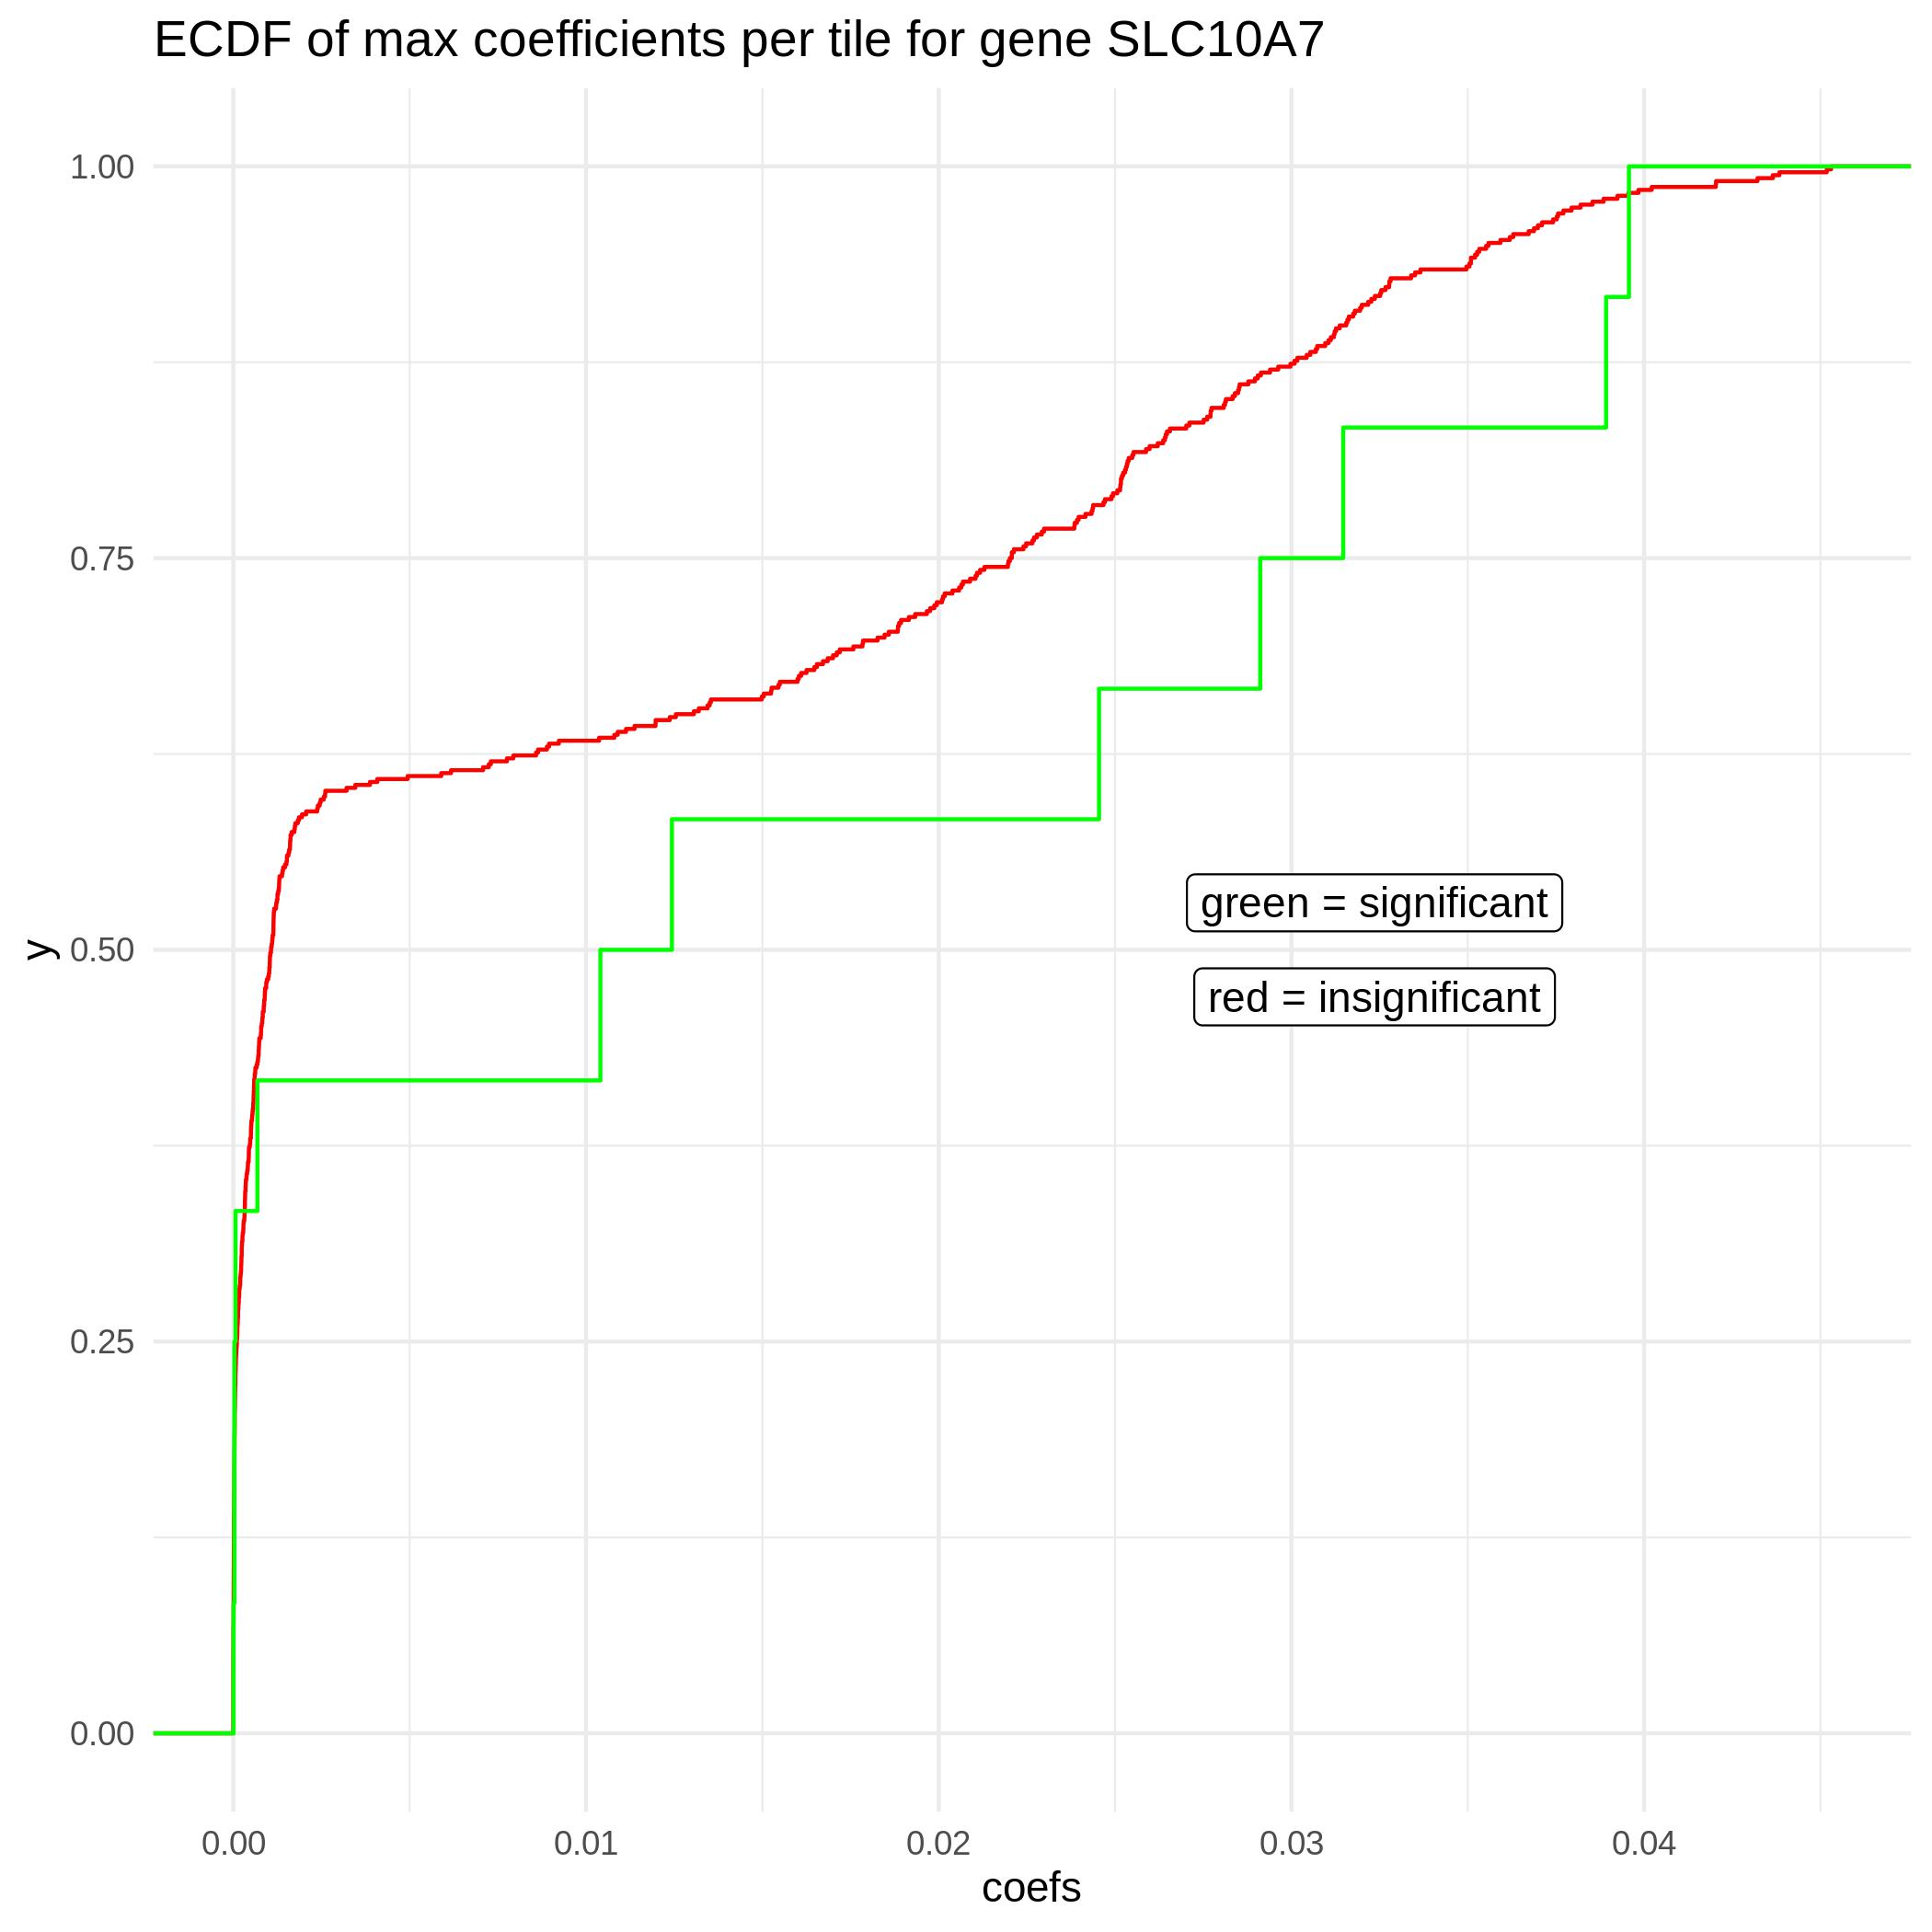 ECDF of max coefficients per tile for gene SLC10A7
1.00
0.75
0.50
0.25
0.00
y
green = significant
red = insignificant
0.00 0.01 0.02 0.03 0.04
coefs